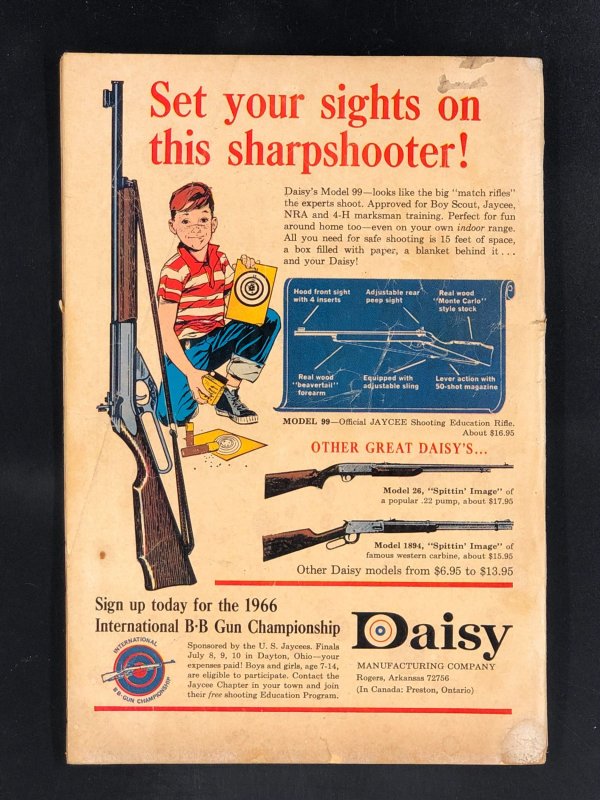 Set your sights on
this sharpshooter!
Daisy's Model 99—looks like the big "match rifles"
the experts shoot. Approved for Boy Scout, Jaycee,
NRA and 4-H marksman training. Perfect for fun
around home too—even on your own indoor range.
All you need for safe shooting is 15 feet of space,
a box filled with paper, a blanket behind it...
and your Daisy!
Hood front sight
with 4 inserts
Adjustable rear
peep sight
Real wood
"Monte Carlo"
style stock
Real wood
"beavertail"
forearm
Equipped with
adjustable sling
Lever action with
50-shot magazine
MODEL 99—Official JAYCEE Shooting Education Rifle.
About $16.95
OTHER GREAT DAISY'S...
Model 26, "Spittin' Image" of
a popular .22 pump, about $17.95
Model 1894, "Spittin' Image" of
famous western carbine, about $15.95
Other Daisy models from $6.95 to $13.95
Sign up today for the 1966
International B·B Gun Championship
INTERNATIONAL
B·B·GUN CHAMPIONSHIP
Sponsored by the U. S. Jaycees. Finals
July 8, 9, 10 in Dayton, Ohio—your
expenses paid! Boys and girls, age 7-14,
are eligible to participate. Contact the
Jaycee Chapter in your town and join
their free shooting Education Program.
Daisy
MANUFACTURING COMPANY
Rogers, Arkansas 72756
(In Canada: Preston, Ontario)